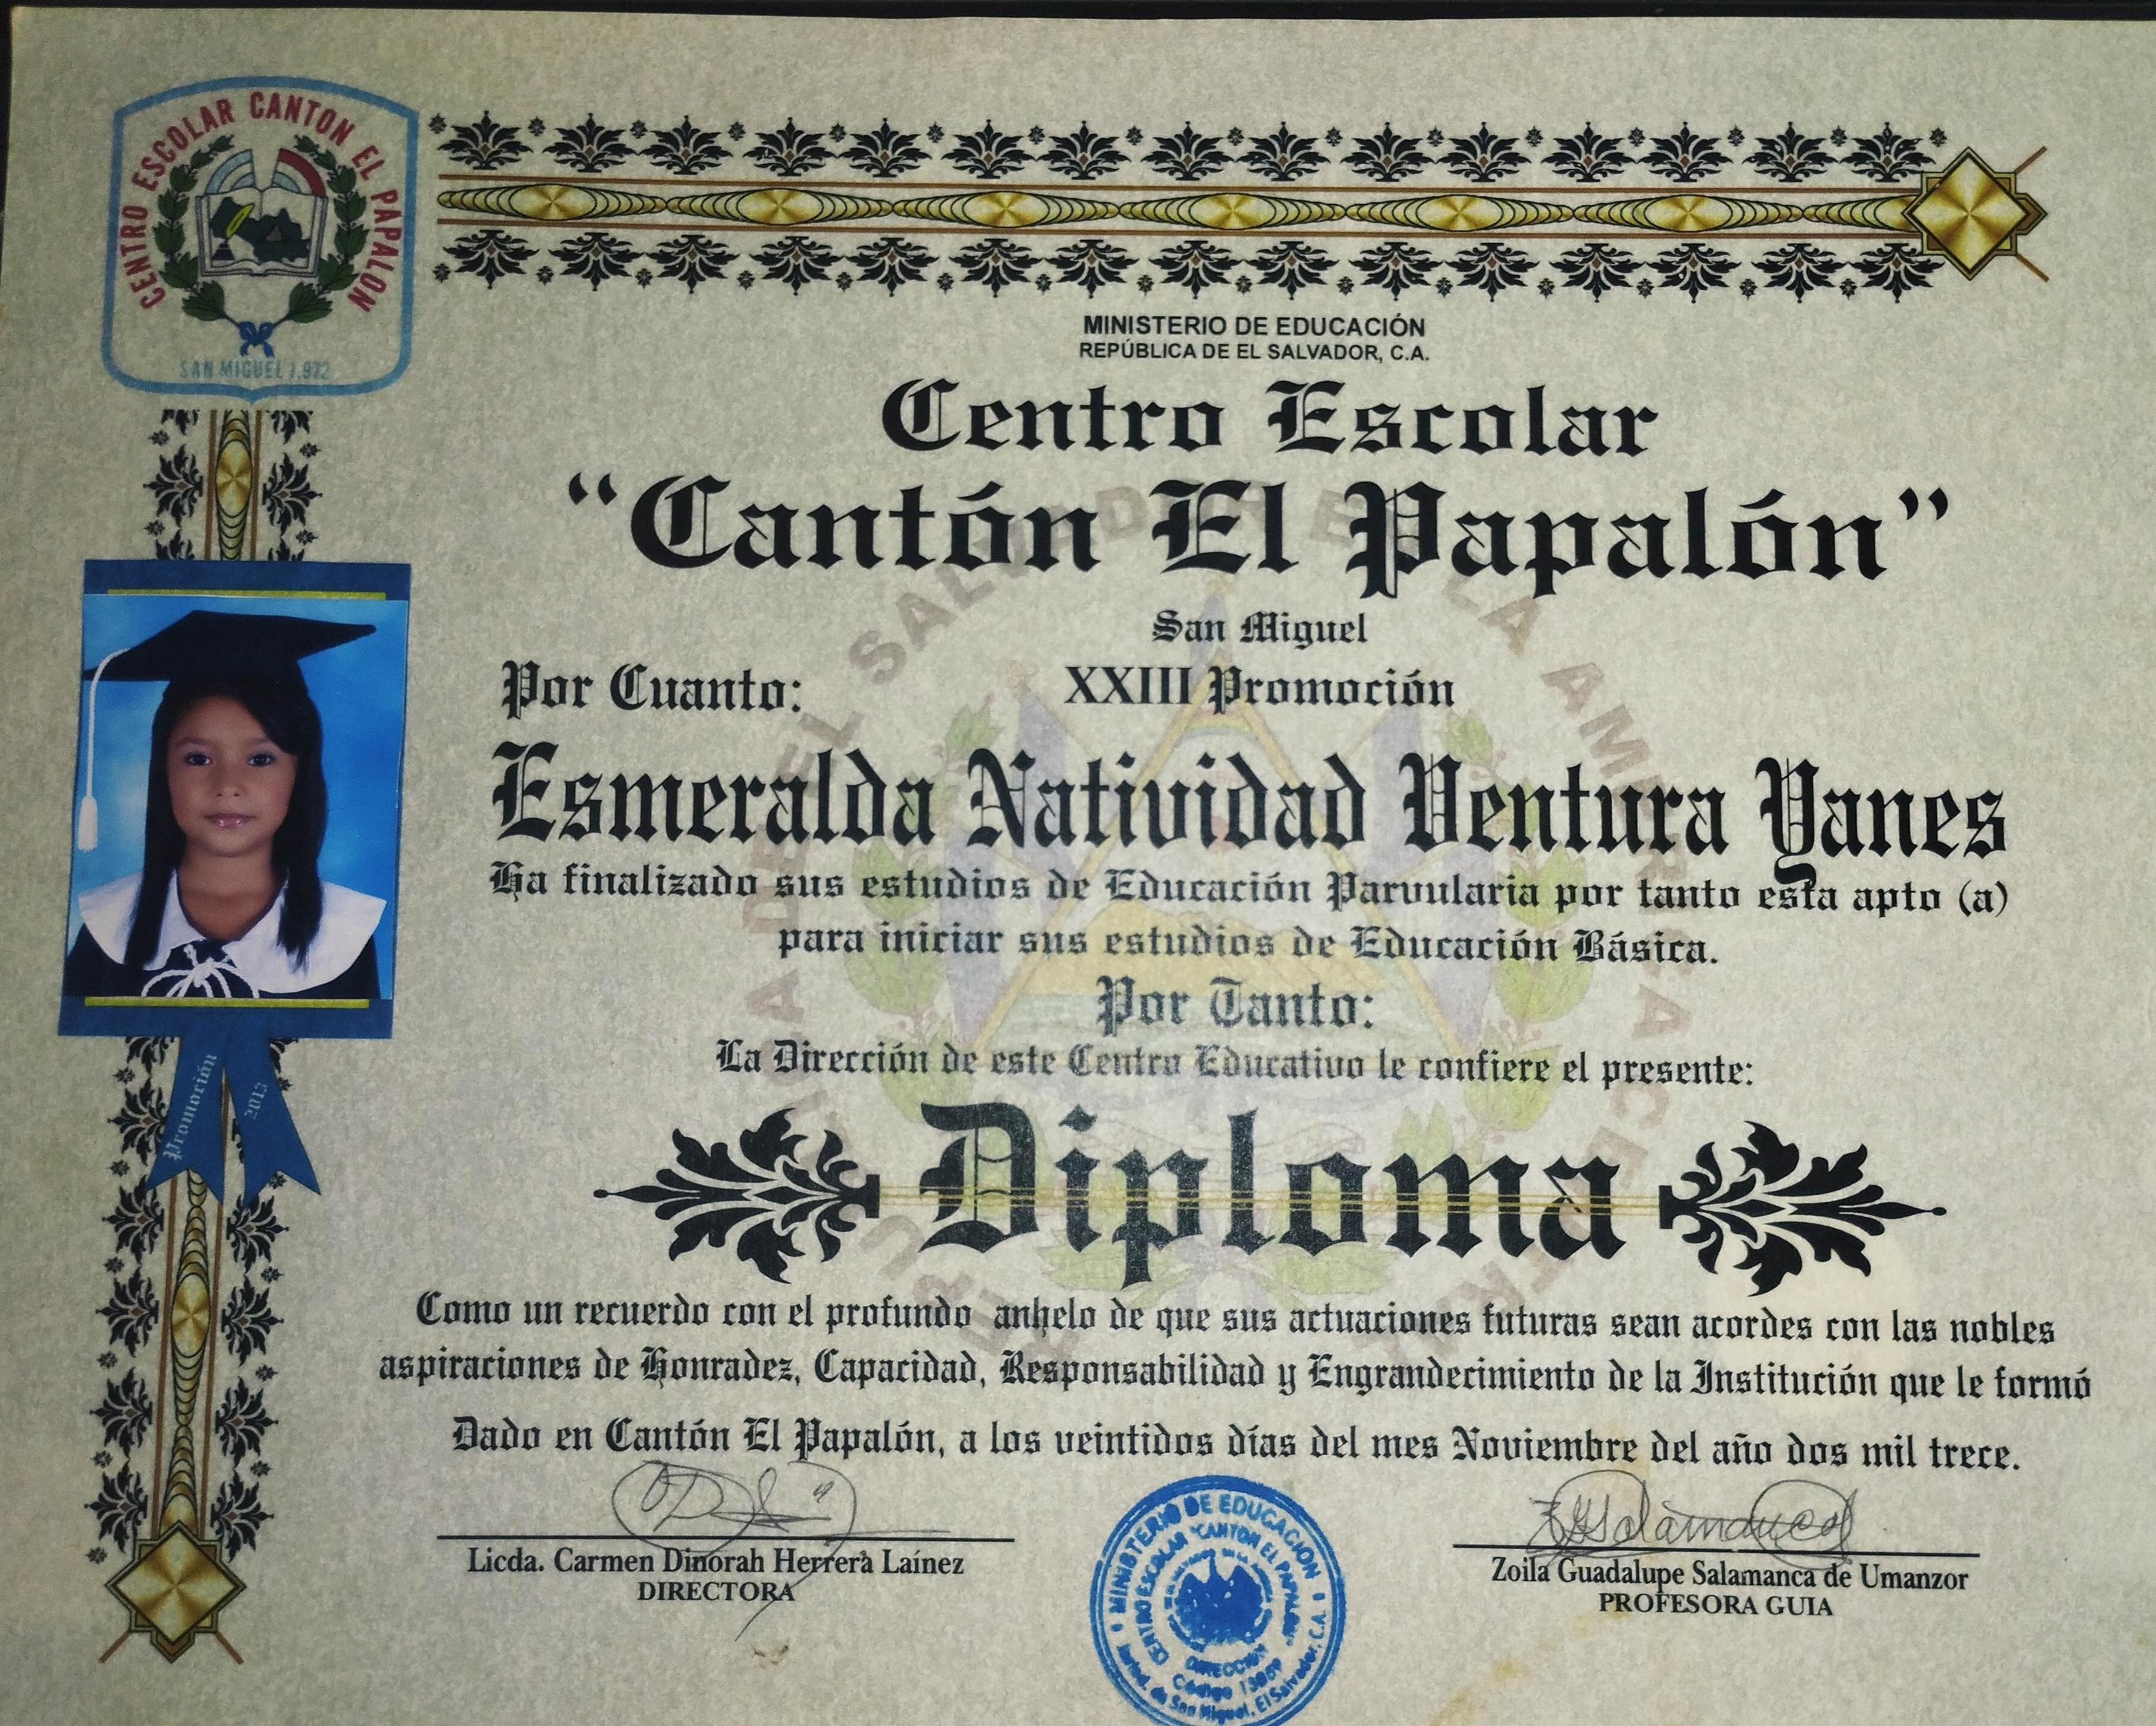 CENTRO ESCOLAR CANTON EL PAPALON
SAN MIGUEL 1,972
MINISTERIO DE EDUCACIÓN
REPÚBLICA DE EL SALVADOR, C.A.
Centro Escolar
“Cantón El Papalón”
San Miguel
Por Cuanto:
XXIII Promoción
Esmeralda Natividad Ventura Yanes
Ha finalizado sus estudios de Educación Parvularia por tanto esta apto (a)
para iniciar sus estudios de Educación Básica.
Por Tanto:
La Dirección de este Centro Educativo le confiere el presente:
Promoción 2013
Diploma
Como un recuerdo con el profundo anhelo de que sus actuaciones futuras sean acordes con las nobles
aspiraciones de Honradez, Capacidad, Responsabilidad y Engrandecimiento de la Institución que le formó
Dado en Cantón El Papalón, a los veintidos días del mes Noviembre del año dos mil trece.
Licda. Carmen Dinorah Herrera Laínez
DIRECTORA
Zoila Guadalupe Salamanca de Umanzor
PROFESORA GUIA
MINISTERIO DE EDUCACION
CENTRO ESCOLAR "CANTON EL PAPALON"
DIRECCION
Jurisd. de San Miguel, El Salvador, C.A.